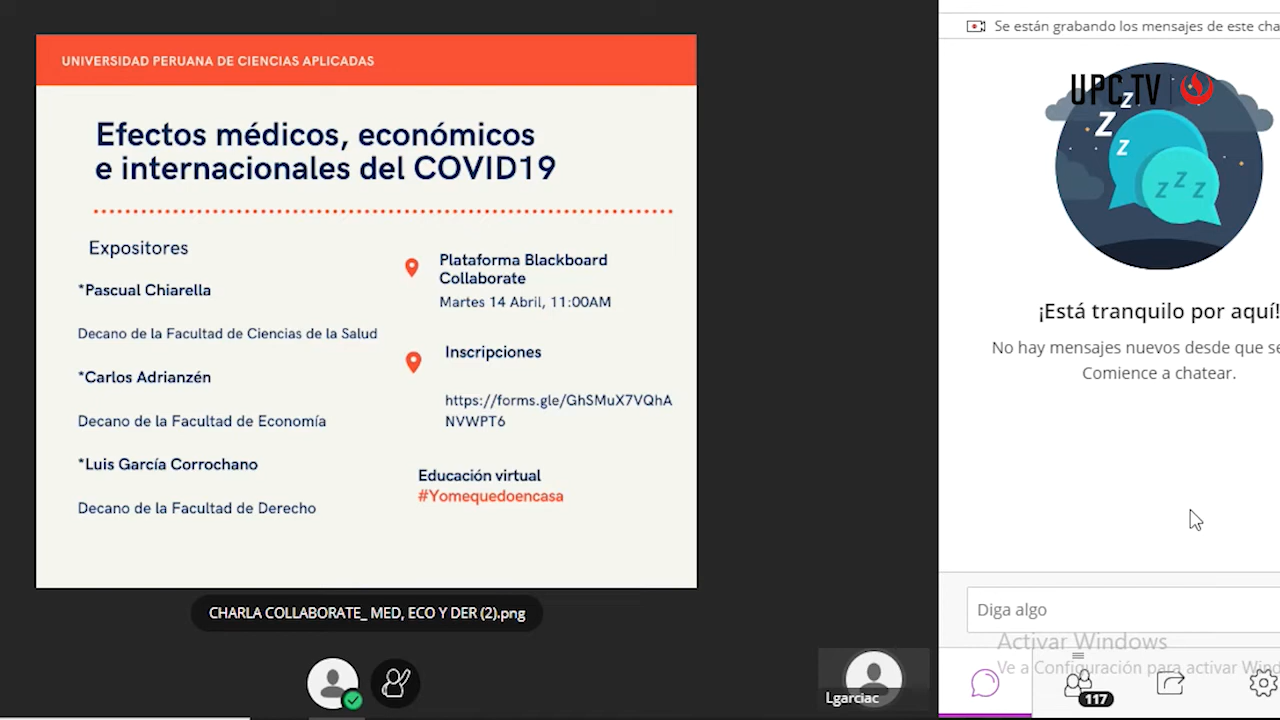 UNIVERSIDAD PERUANA DE CIENCIAS APLICADAS
Efectos médicos, económicos
e internacionales del COVID19
Expositores
*Pascual Chiarella
Decano de la Facultad de Ciencias de la Salud
*Carlos Adrianzén
Decano de la Facultad de Economía
*Luis García Corrochano
Decano de la Facultad de Derecho
Plataforma Blackboard
Collaborate
Martes 14 Abril, 11:00AM
Inscripciones
https://forms.gle/GhSMuX7VQhA
NVWPT6
Educación virtual
#Yomequedoencasa
CHARLA COLLABORATE_ MED, ECO Y DER (2).png
Lgarciac
Se están grabando los mensajes de este cha
UPC TV
Z
Z
Z
Z Z Z
¡Está tranquilo por aquí!
No hay mensajes nuevos desde que se
Comience a chatear.
Diga algo
Activar Windows
Ve a Configuración para activar Wind
117